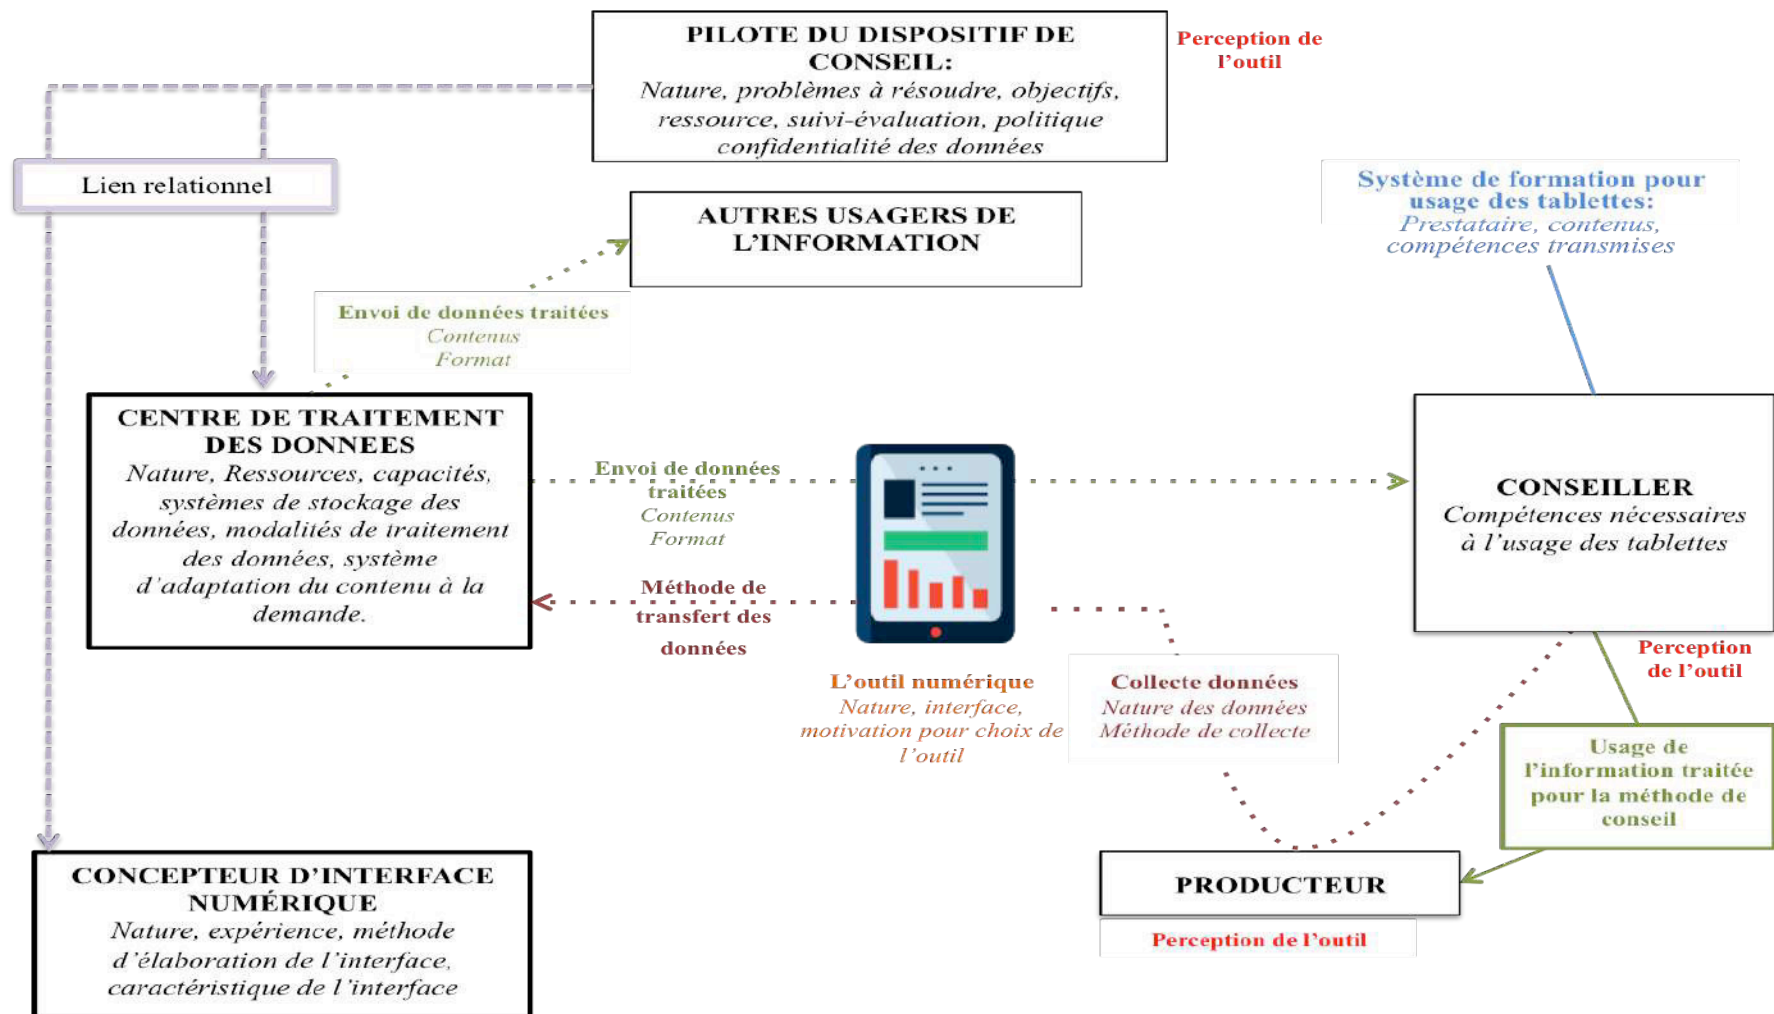 PILOTE DU DISPOSITIF DE
CONSEIL:
Nature, problèmes à résoudre, objectifs,
ressource, suivi-évaluation, politique
confidentialité des données
Perception de
l'outil
Lien relationnel
AUTRES USAGERS DE
L'INFORMATION
Système de formation pour
usage des tablettes:
Prestataire, contenus,
compétences transmises
Envoi de données traitées
Contenus
Format
CENTRE DE TRAITEMENT
DES DONNEES
Nature, Ressources, capacités,
systèmes de stockage des
données, modalités de traitement
des données, système
d'adaptation du contenu à la
demande.
Envoi de données
traitées
Contenus
Format
Méthode de
transfert des
données
L'outil numérique
Nature, interface,
motivation pour choix de
l'outil
Collecte données
Nature des données
Méthode de collecte
CONSEILLER
Compétences nécessaires
à l'usage des tablettes
Perception
de l'outil
Usage de
l'information traitée
pour la méthode de
conseil
PRODUCTEUR
Perception de l'outil
CONCEPTEUR D'INTERFACE
NUMÉRIQUE
Nature, expérience, méthode
d'élaboration de l'interface,
caractéristique de l'interface